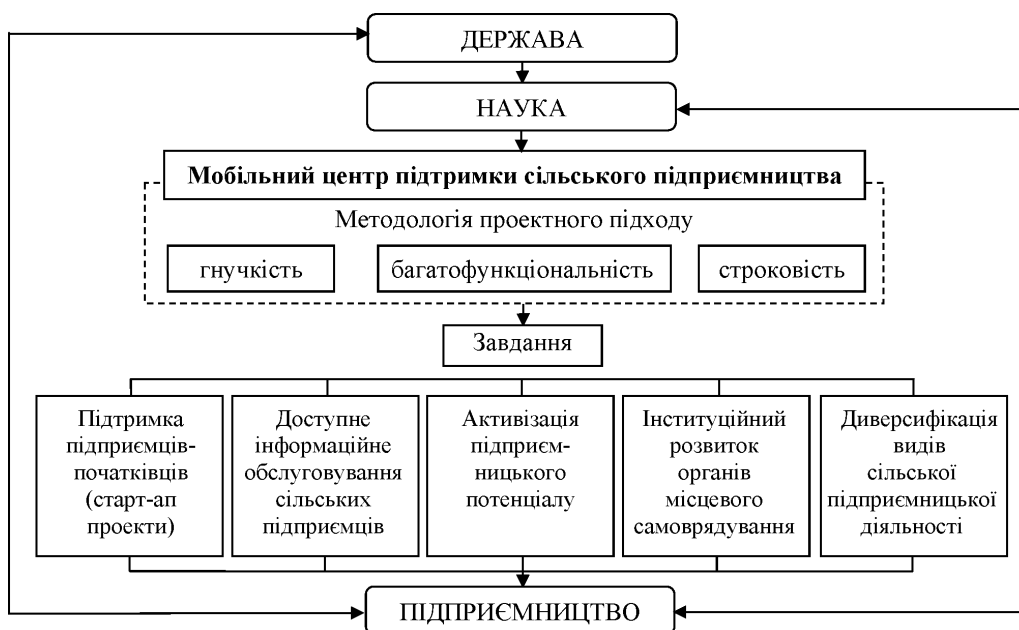 ДЕРЖАВА
НАУКА
Мобільний центр підтримки сільського підприємництва
Методологія проектного підходу
гнучкість
багатофункціональність
строковість
Завдання
Підтримка
підприємців-
початківців
(старт-ап
проекти)
Доступне
інформаційне
обслуговування
сільських
підприємців
Активізація
підприєм-
ницького
потенціалу
Інституційний
розвиток
органів
місцевого
самоврядування
Диверсифікація
видів
сільської
підприємницької
діяльності
ПІДПРИЄМНИЦТВО